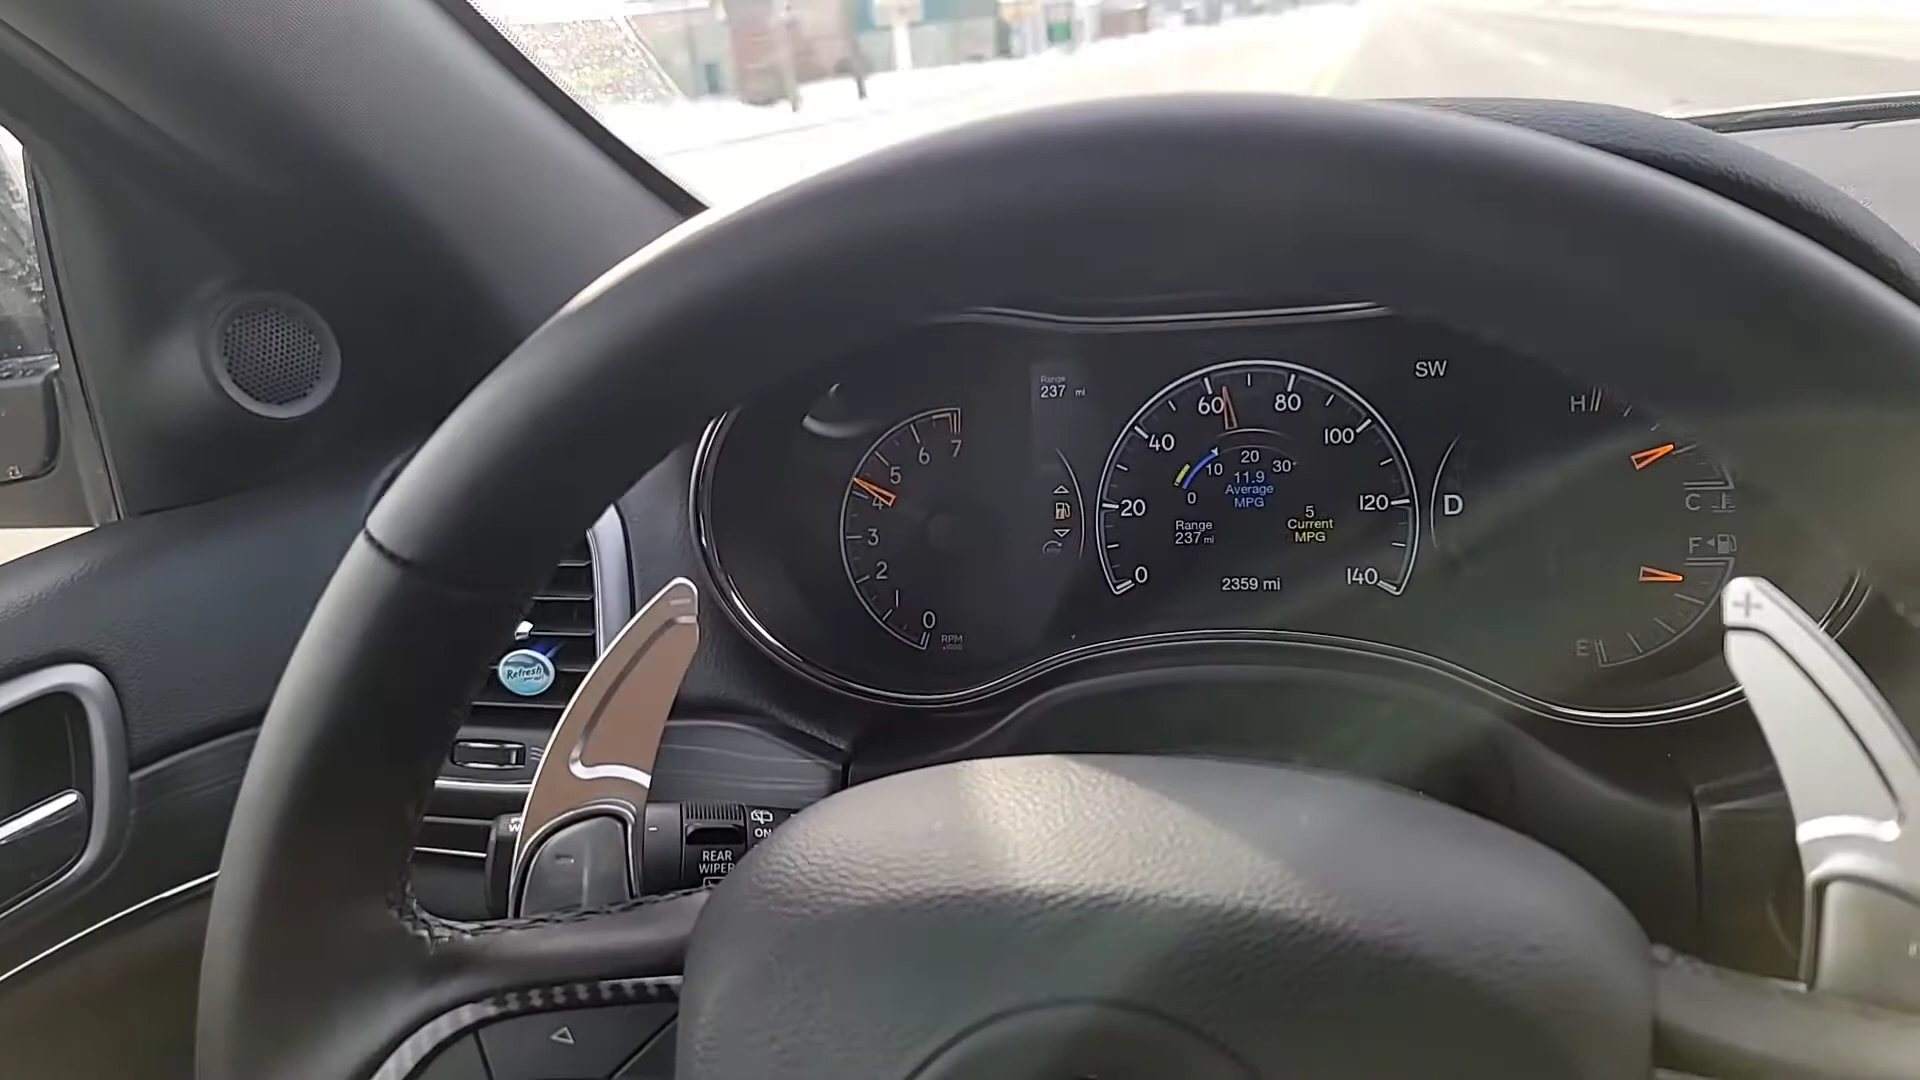 Range
237 mi
SW
7
6
5
4
3
2
1
0
RPM
0
20
40
60
80
100
120
140
0
10
20
30+
11.9
Average
MPG
Range
237 mi
5
Current
MPG
2359 mi
D
H
C
F
E
+
Refresh
-
ON
REAR
WIPER